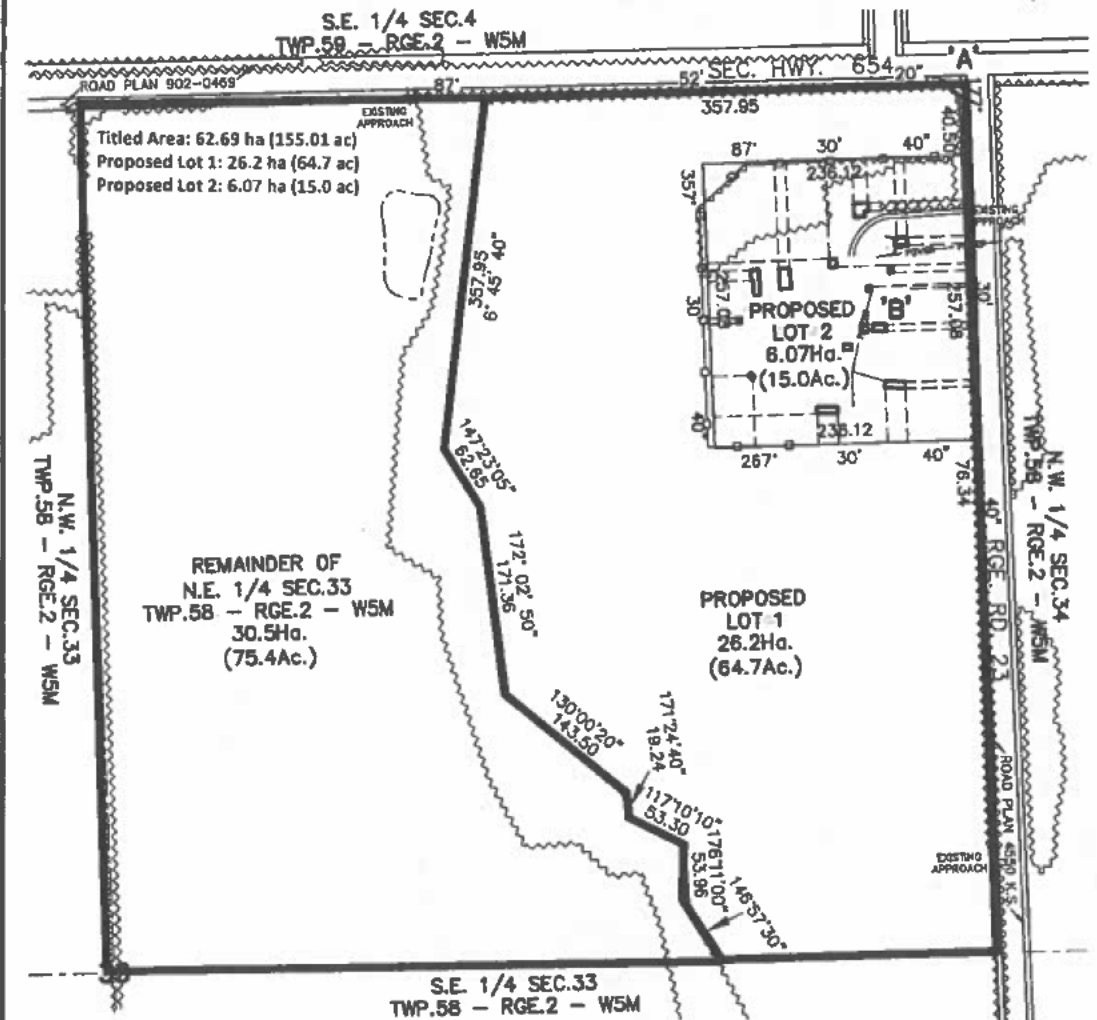 S.E. 1/4 SEC.4
TWP.59 - RGE.2 - W5M
SEC. HWY. 654
"A"
ROAD PLAN 902-0469
87'
52'
20"
357.95
177°
40.50
EXISTING
APPROACH
Titled Area: 62.69 ha (155.01 ac)
Proposed Lot 1: 26.2 ha (64.7 ac)
Proposed Lot 2: 6.07 ha (15.0 ac)
87'
30'
40"
236.12
357°
EXISTING
APPROACH
357.95
6° 45' 40"
30'
PROPOSED
LOT 2
6.07Ha.
(15.0Ac.)
'B'
257.08
30'
40"
236.12
267'
30'
40"
76.34
147°23'05"
62.65
N.W. 1/4 SEC.33
TWP.58 - RGE.2 - W5M
N.W. 1/4 SEC.34
TWP.58 - RGE.2 - W5M
40"
RGE. RD. 23
172° 02' 50"
171.36
REMAINDER OF
N.E. 1/4 SEC.33
TWP.58 - RGE.2 - W5M
30.5Ha.
(75.4Ac.)
PROPOSED
LOT 1
26.2Ha.
(64.7Ac.)
130°00'20"
143.50
171°24'40"
19.24
117°10'10"
53.30
176°11'00"
53.96
146°57'30"
ROAD PLAN 4550 K.S.
EXISTING
APPROACH
S.E. 1/4 SEC.33
TWP.58 - RGE.2 - W5M